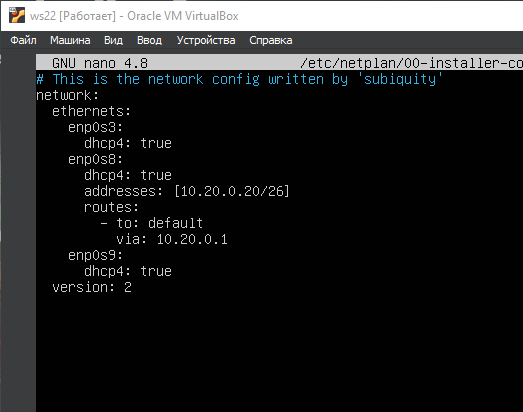 ws22 [Работает] - Oracle VM VirtualBox
Файл Машина Вид Ввод Устройства Справка
GNU nano 4.8 /etc/netplan/00-installer-co
# This is the network config written by 'subiquity'
network:
  ethernets:
    enp0s3:
      dhcp4: true
    enp0s8:
      dhcp4: true
      addresses: [10.20.0.20/26]
      routes:
        - to: default
          via: 10.20.0.1
    enp0s9:
      dhcp4: true
  version: 2